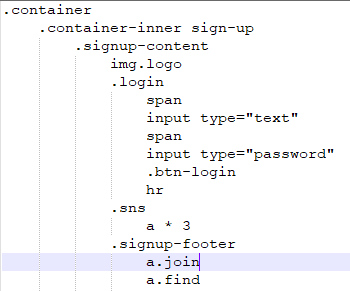 .container
.container-inner sign-up
.signup-content
img.logo
.login
span
input type="text"
span
input type="password"
.btn-login
hr
.sns
a * 3
.signup-footer
a.join
a.find